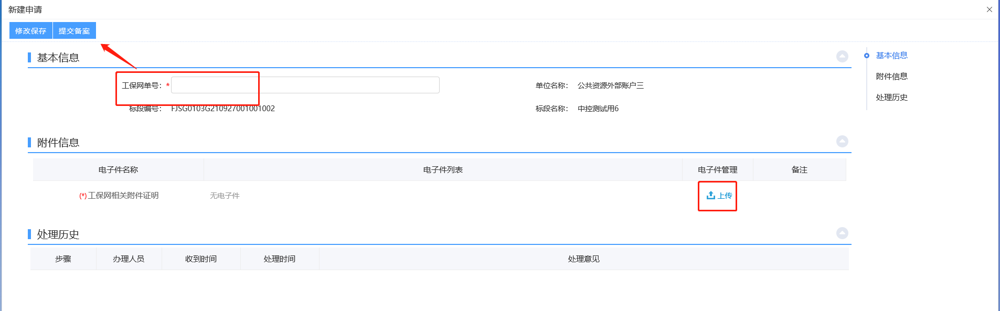 新建申请
修改保存 提交备案
基本信息
工保网单号：* 单位名称： 公共资源外部账户三
标段编号： FJSG0103G210927001001002 标段名称： 中控测试用6
附件信息
电子件名称 电子件列表 电子件管理 备注
(*)工保网相关附件证明 无电子件 上传
处理历史
步骤 办理人员 收到时间 处理时间 处理意见
基本信息
附件信息
处理历史